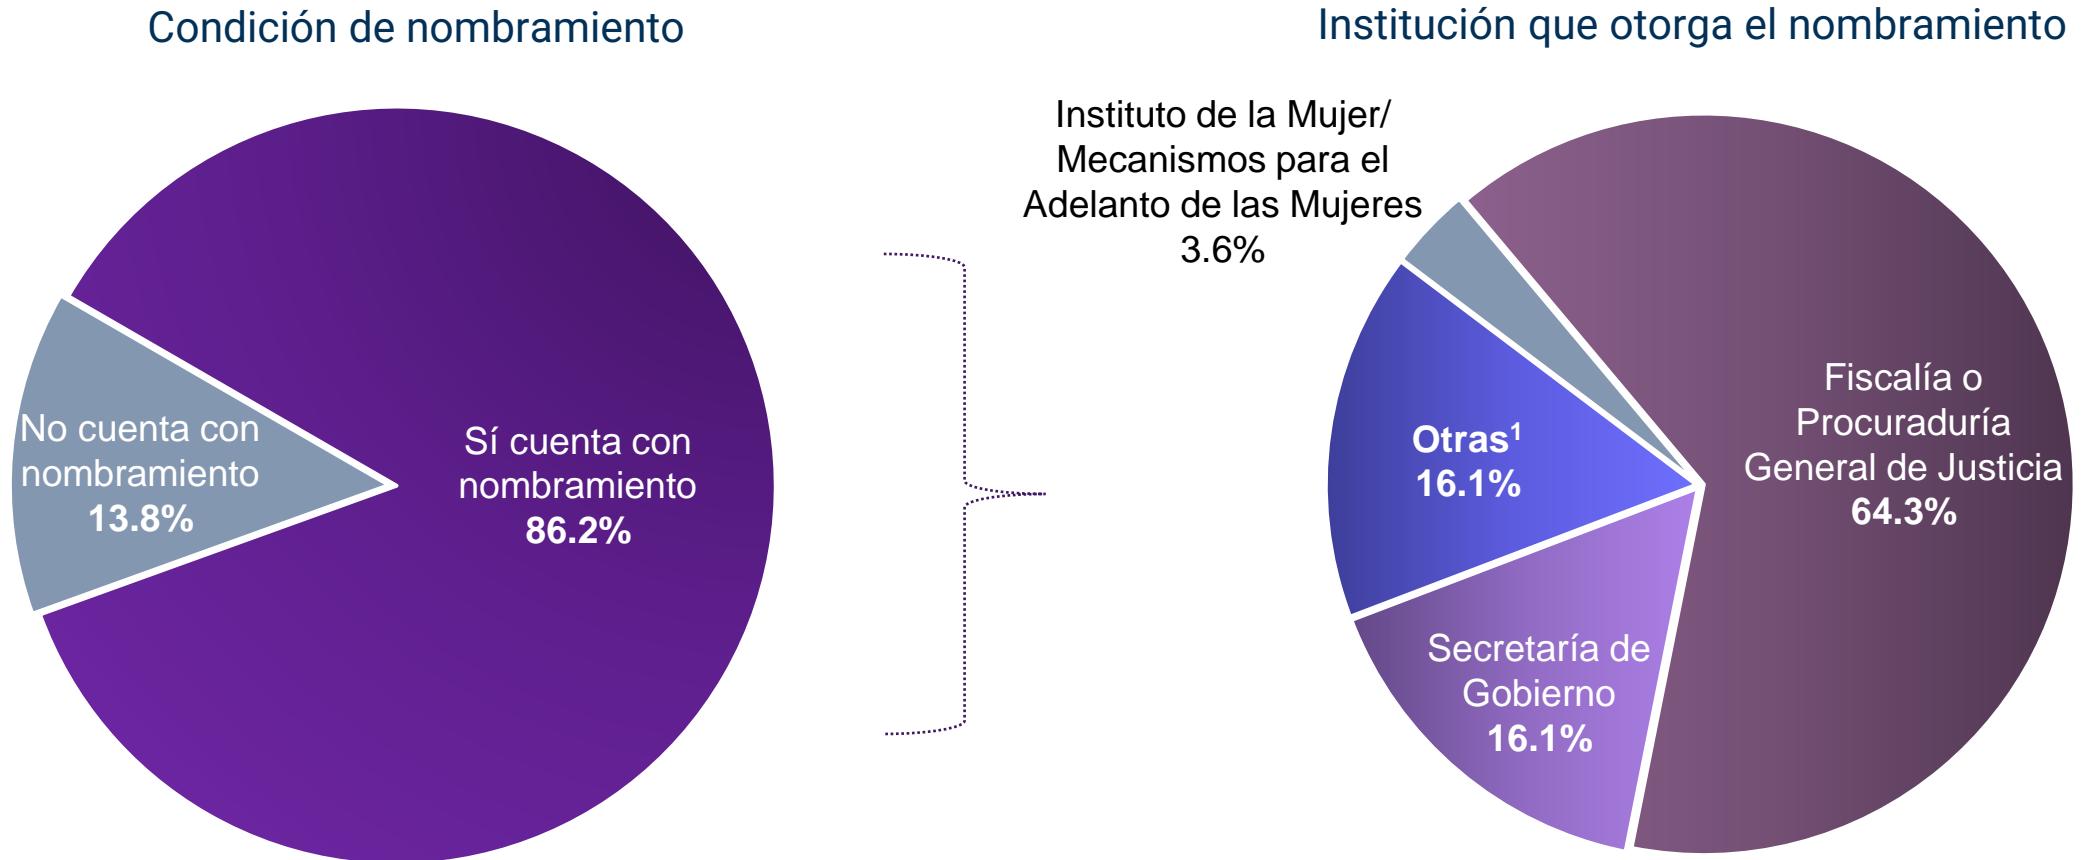 Condición de nombramiento
No cuenta con
nombramiento
13.8%
Sí cuenta con
nombramiento
86.2%
Institución que otorga el nombramiento
Instituto de la Mujer/
Mecanismos para el
Adelanto de las Mujeres
3.6%
Otras¹
16.1%
Fiscalía o
Procuraduría
General de Justicia
64.3%
Secretaría de
Gobierno
16.1%